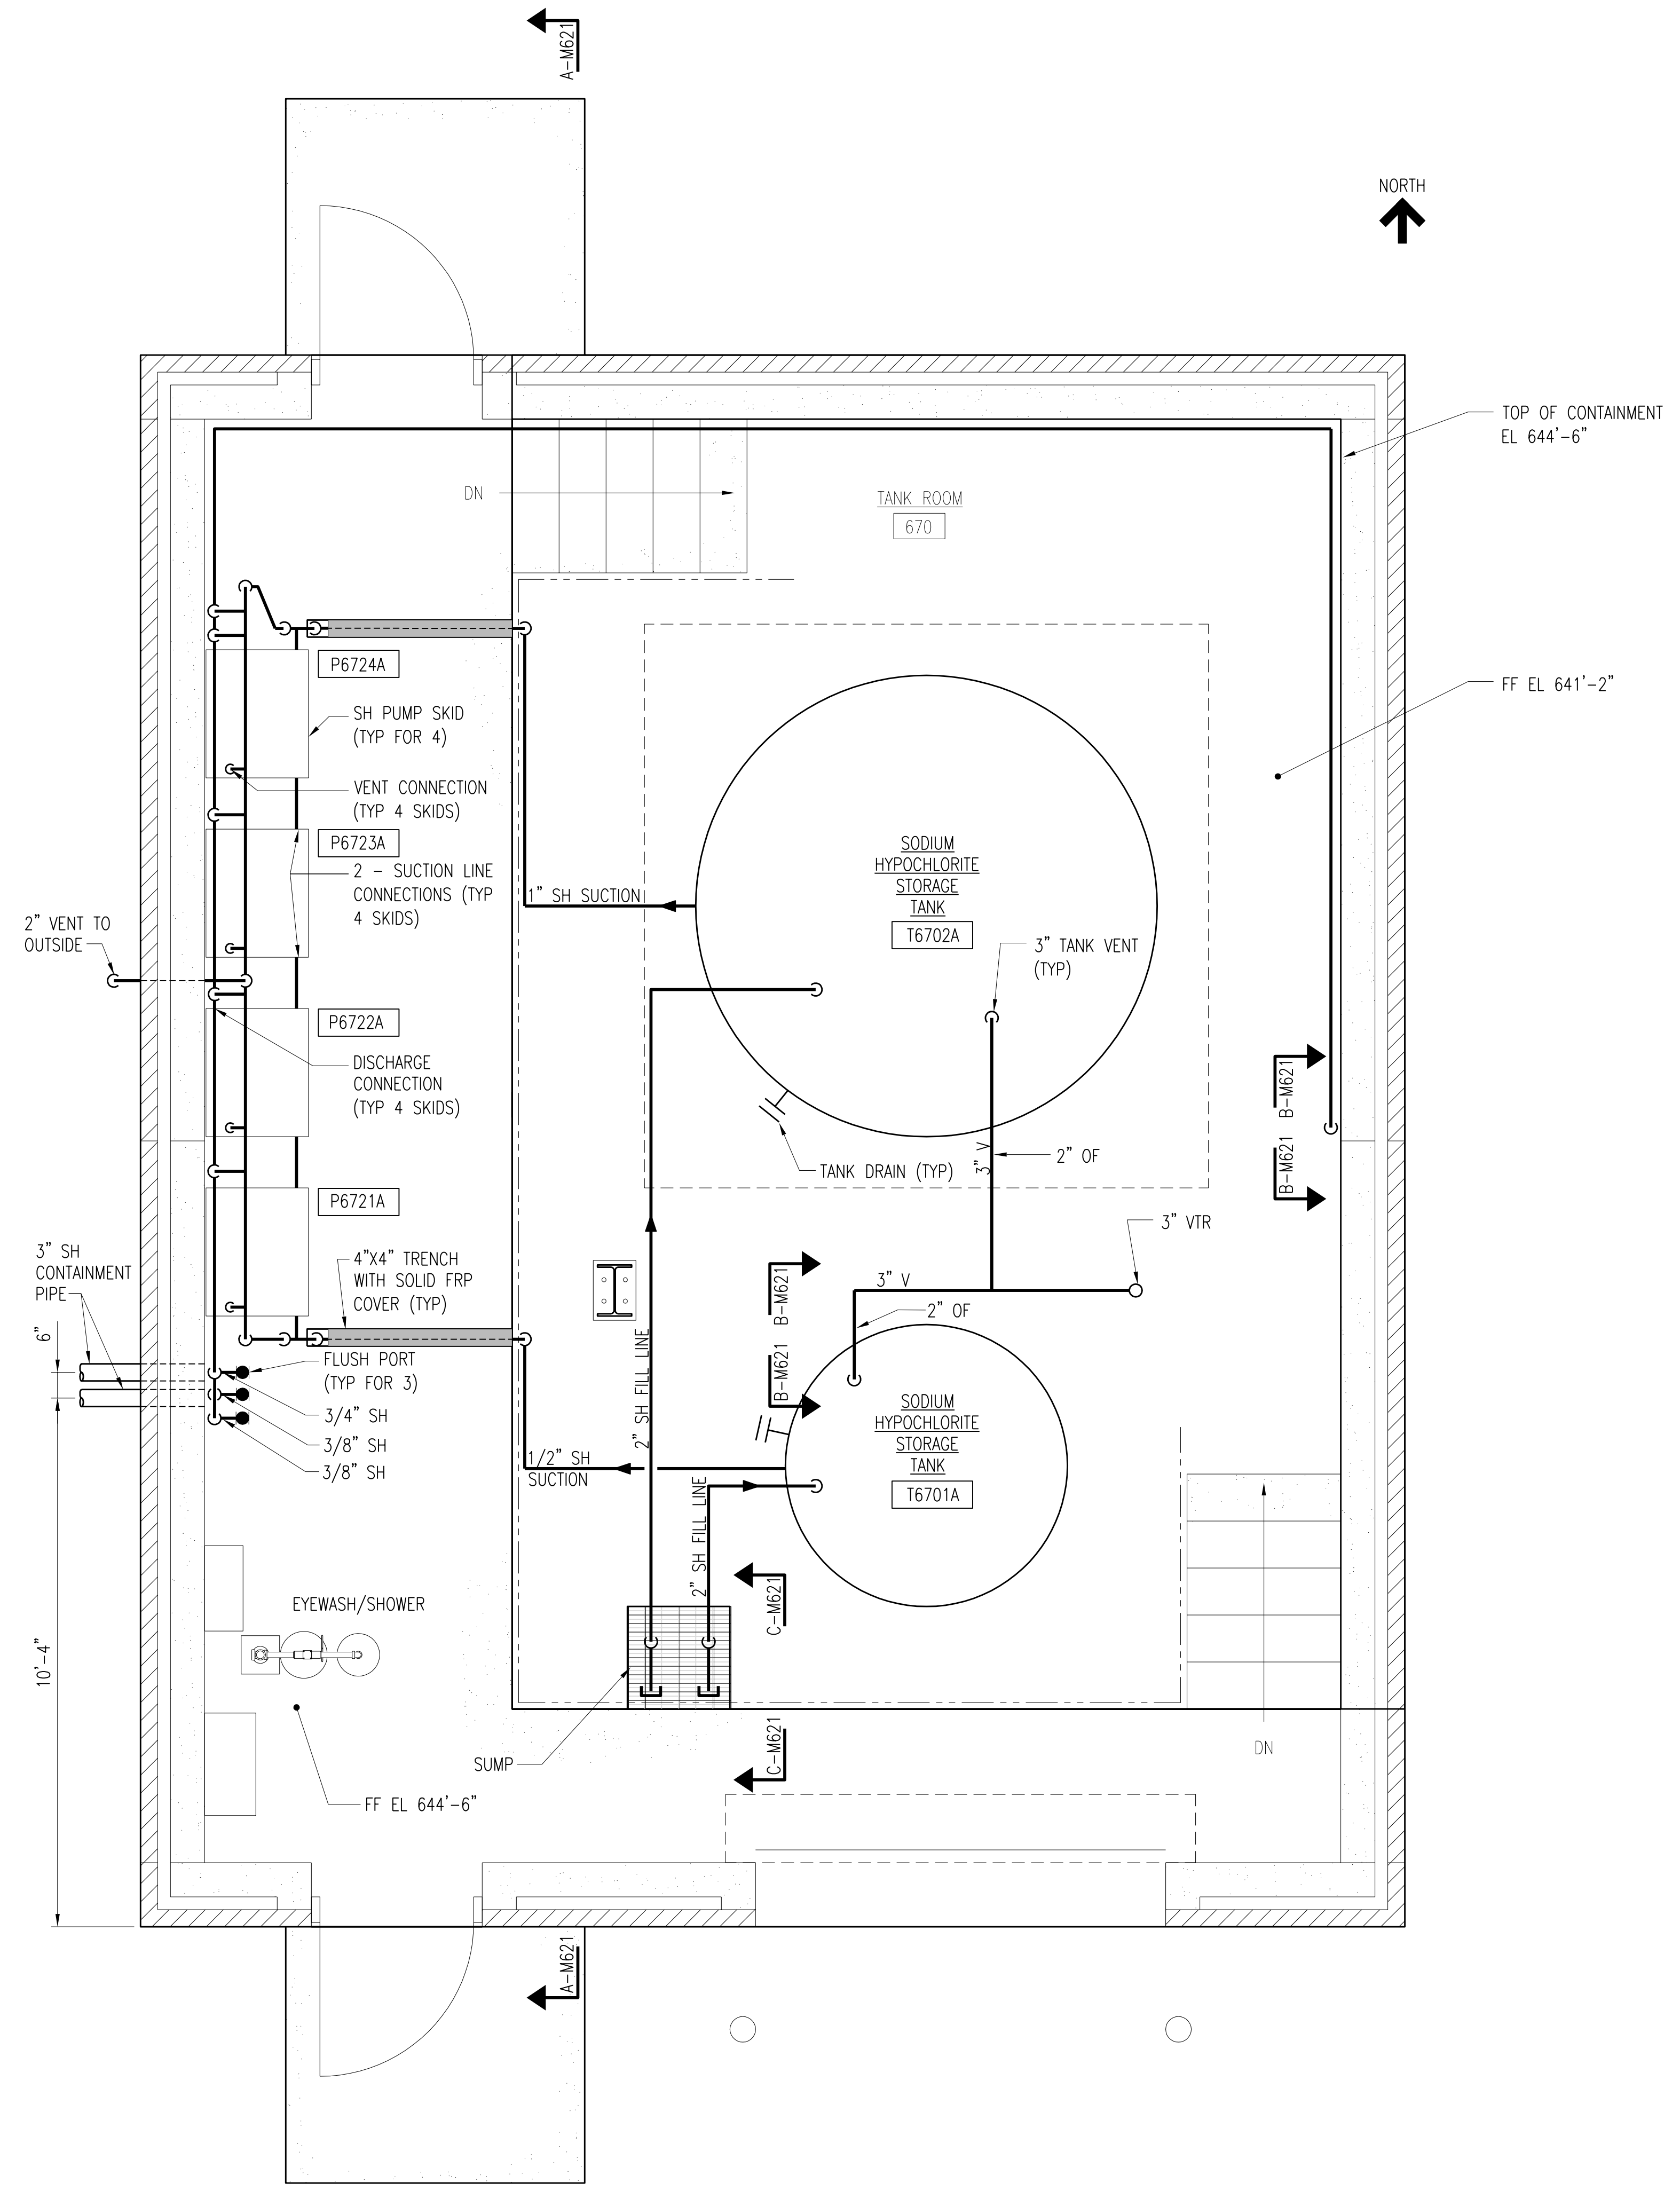 A-M621
NORTH
TOP OF CONTAINMENT
EL 644'-6"
DN
TANK ROOM
670
P6724A
SH PUMP SKID
(TYP FOR 4)
FF EL 641'-2"
VENT CONNECTION
(TYP 4 SKIDS)
P6723A
2 - SUCTION LINE
CONNECTIONS (TYP
4 SKIDS)
1" SH SUCTION
SODIUM
HYPOCHLORITE
STORAGE
TANK
T6702A
2" VENT TO
OUTSIDE
3" TANK VENT
(TYP)
P6722A
DISCHARGE
CONNECTION
(TYP 4 SKIDS)
B-M621
B-M621
TANK DRAIN (TYP)
3" V
2" OF
P6721A
3" VTR
3" SH
CONTAINMENT
PIPE
4"X4" TRENCH
WITH SOLID FRP
COVER (TYP)
B-M621
B-M621
3" V
2" OF
6"
FLUSH PORT
(TYP FOR 3)
3/4" SH
3/8" SH
3/8" SH
2" SH FILL LINE
1/2" SH
SUCTION
SODIUM
HYPOCHLORITE
STORAGE
TANK
T6701A
2" SH FILL LINE
C-M621
EYEWASH/SHOWER
10'-4"
SUMP
C-M621
DN
FF EL 644'-6"
A-M621